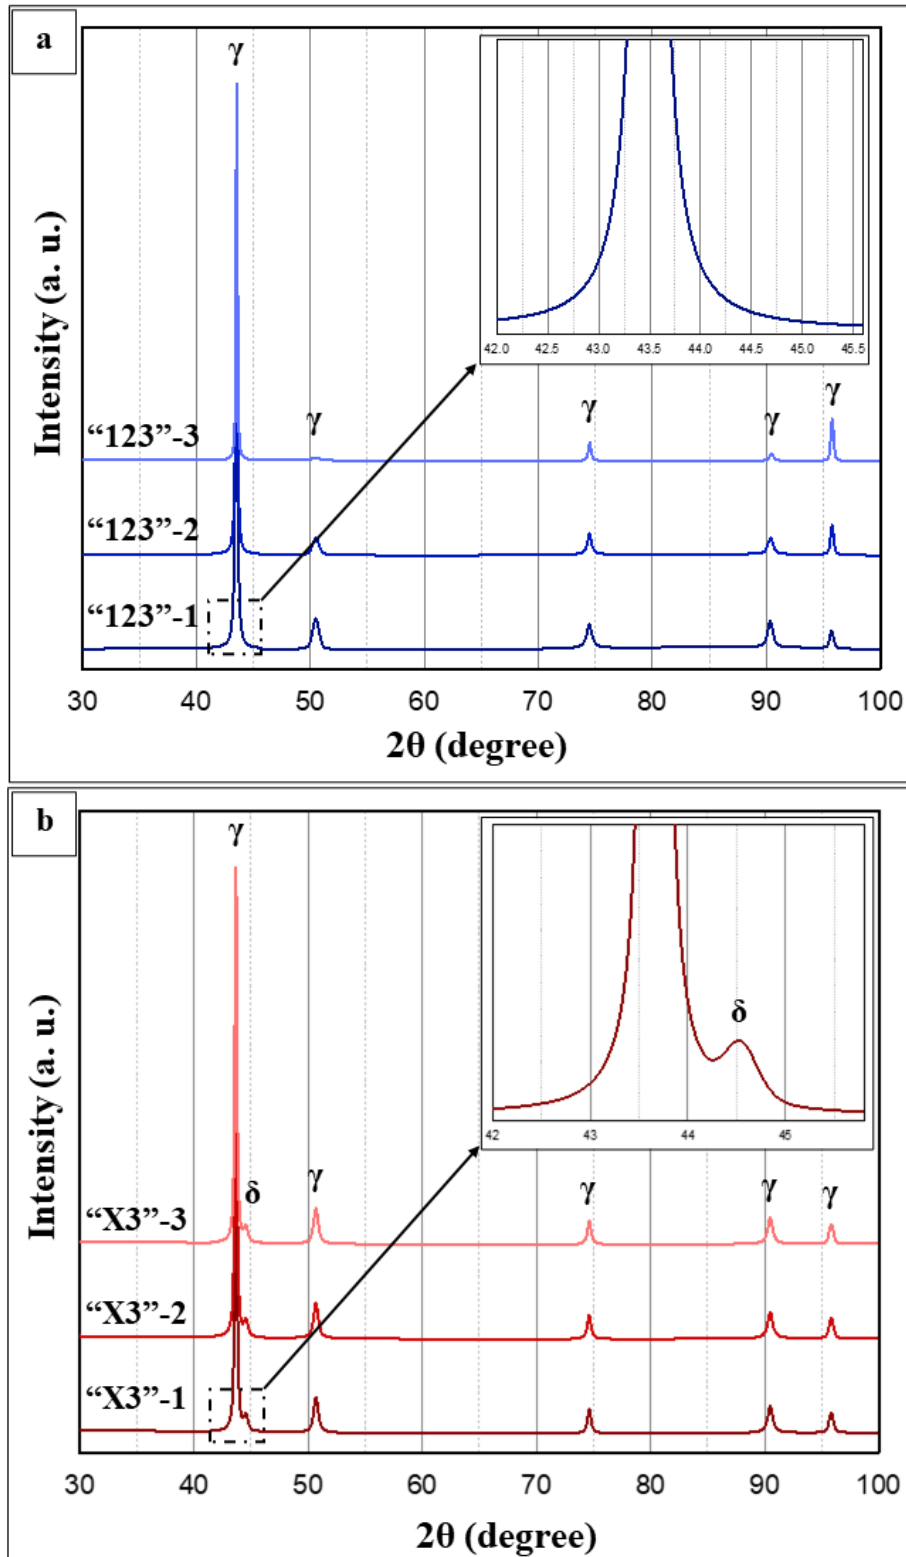 a
γ
42.0 42.5 43.0 43.5 44.0 44.5 45.0 45.5
Intensity (a. u.)
“123”-3
γ
γ
γ
γ
“123”-2
“123”-1
30 40 50 60 70 80 90 100
2θ (degree)
b
γ
δ
42 43 44 45
Intensity (a. u.)
“X3”-3
δ
γ
γ
γ
γ
“X3”-2
“X3”-1
30 40 50 60 70 80 90 100
2θ (degree)